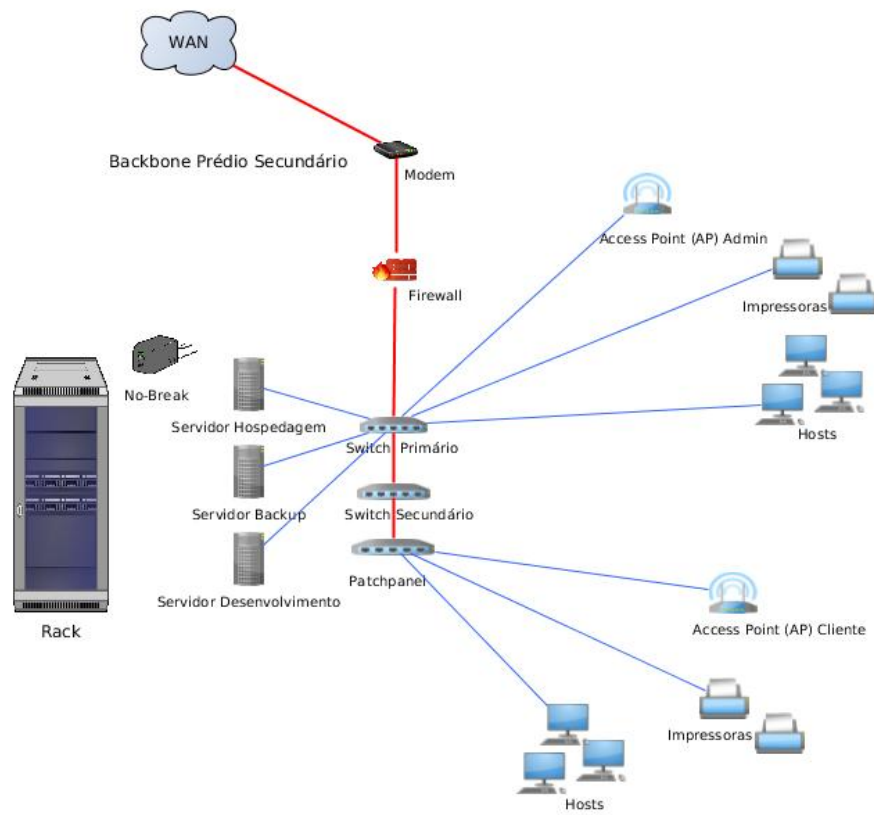 WAN
Backbone Prédio Secundário
Modem
Access Point (AP) Admin
Firewall
Impressoras
No-Break
Servidor Hospedagem
Switch Primário
Hosts
Servidor Backup
Switch Secundário
Patchpanel
Servidor Desenvolvimento
Rack
Access Point (AP) Cliente
Impressoras
Hosts